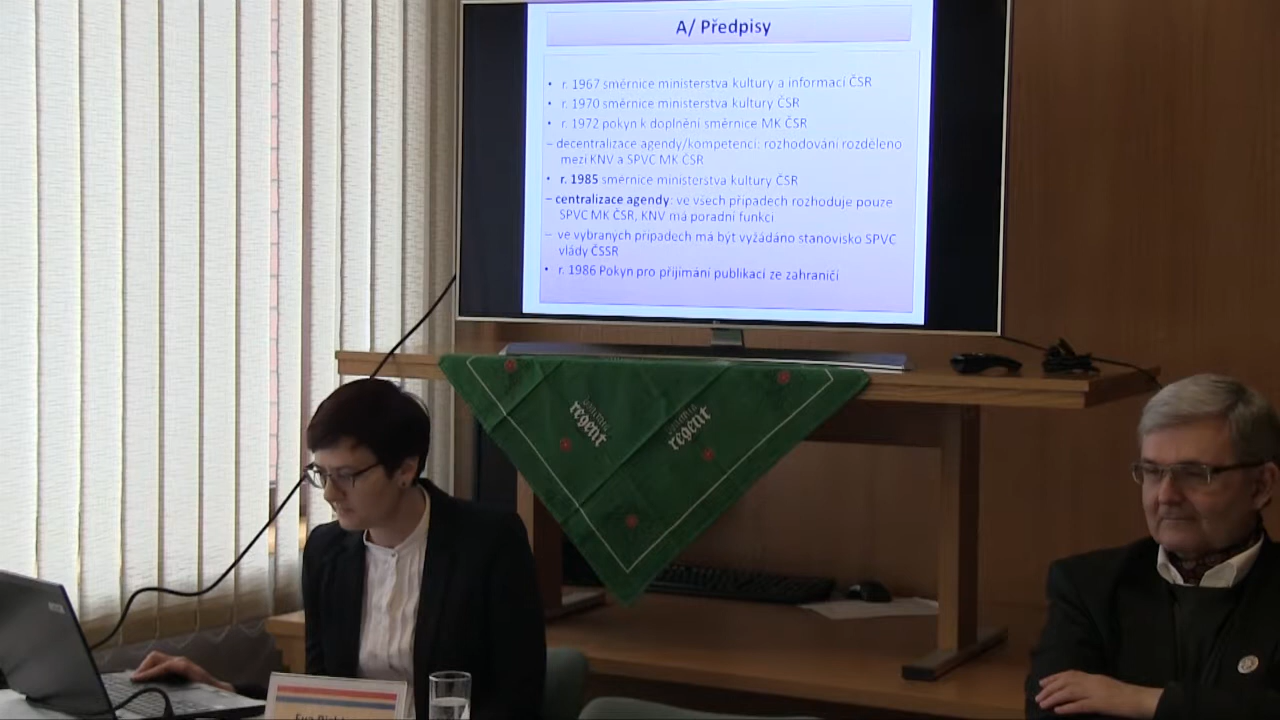 A/ Předpisy
• r. 1967 směrnice ministerstva kultury a informací ČSR
• r. 1970 směrnice ministerstva kultury ČSR
• r. 1972 pokyn k doplnění směrnice MK ČSR
– decentralizace agendy/kompetencí: rozhodování rozděleno
mezi KNV a SPVC MK ČSR
• r. 1985 směrnice ministerstva kultury ČSR
– centralizace agendy: ve všech případech rozhoduje pouze
SPVC MK ČSR, KNV má poradní funkci
– ve vybraných případech má být vyžádáno stanovisko SPVC
vlády ČSSR
• r. 1986 Pokyn pro přijímání publikací ze zahraničí
regent
regent
Eva